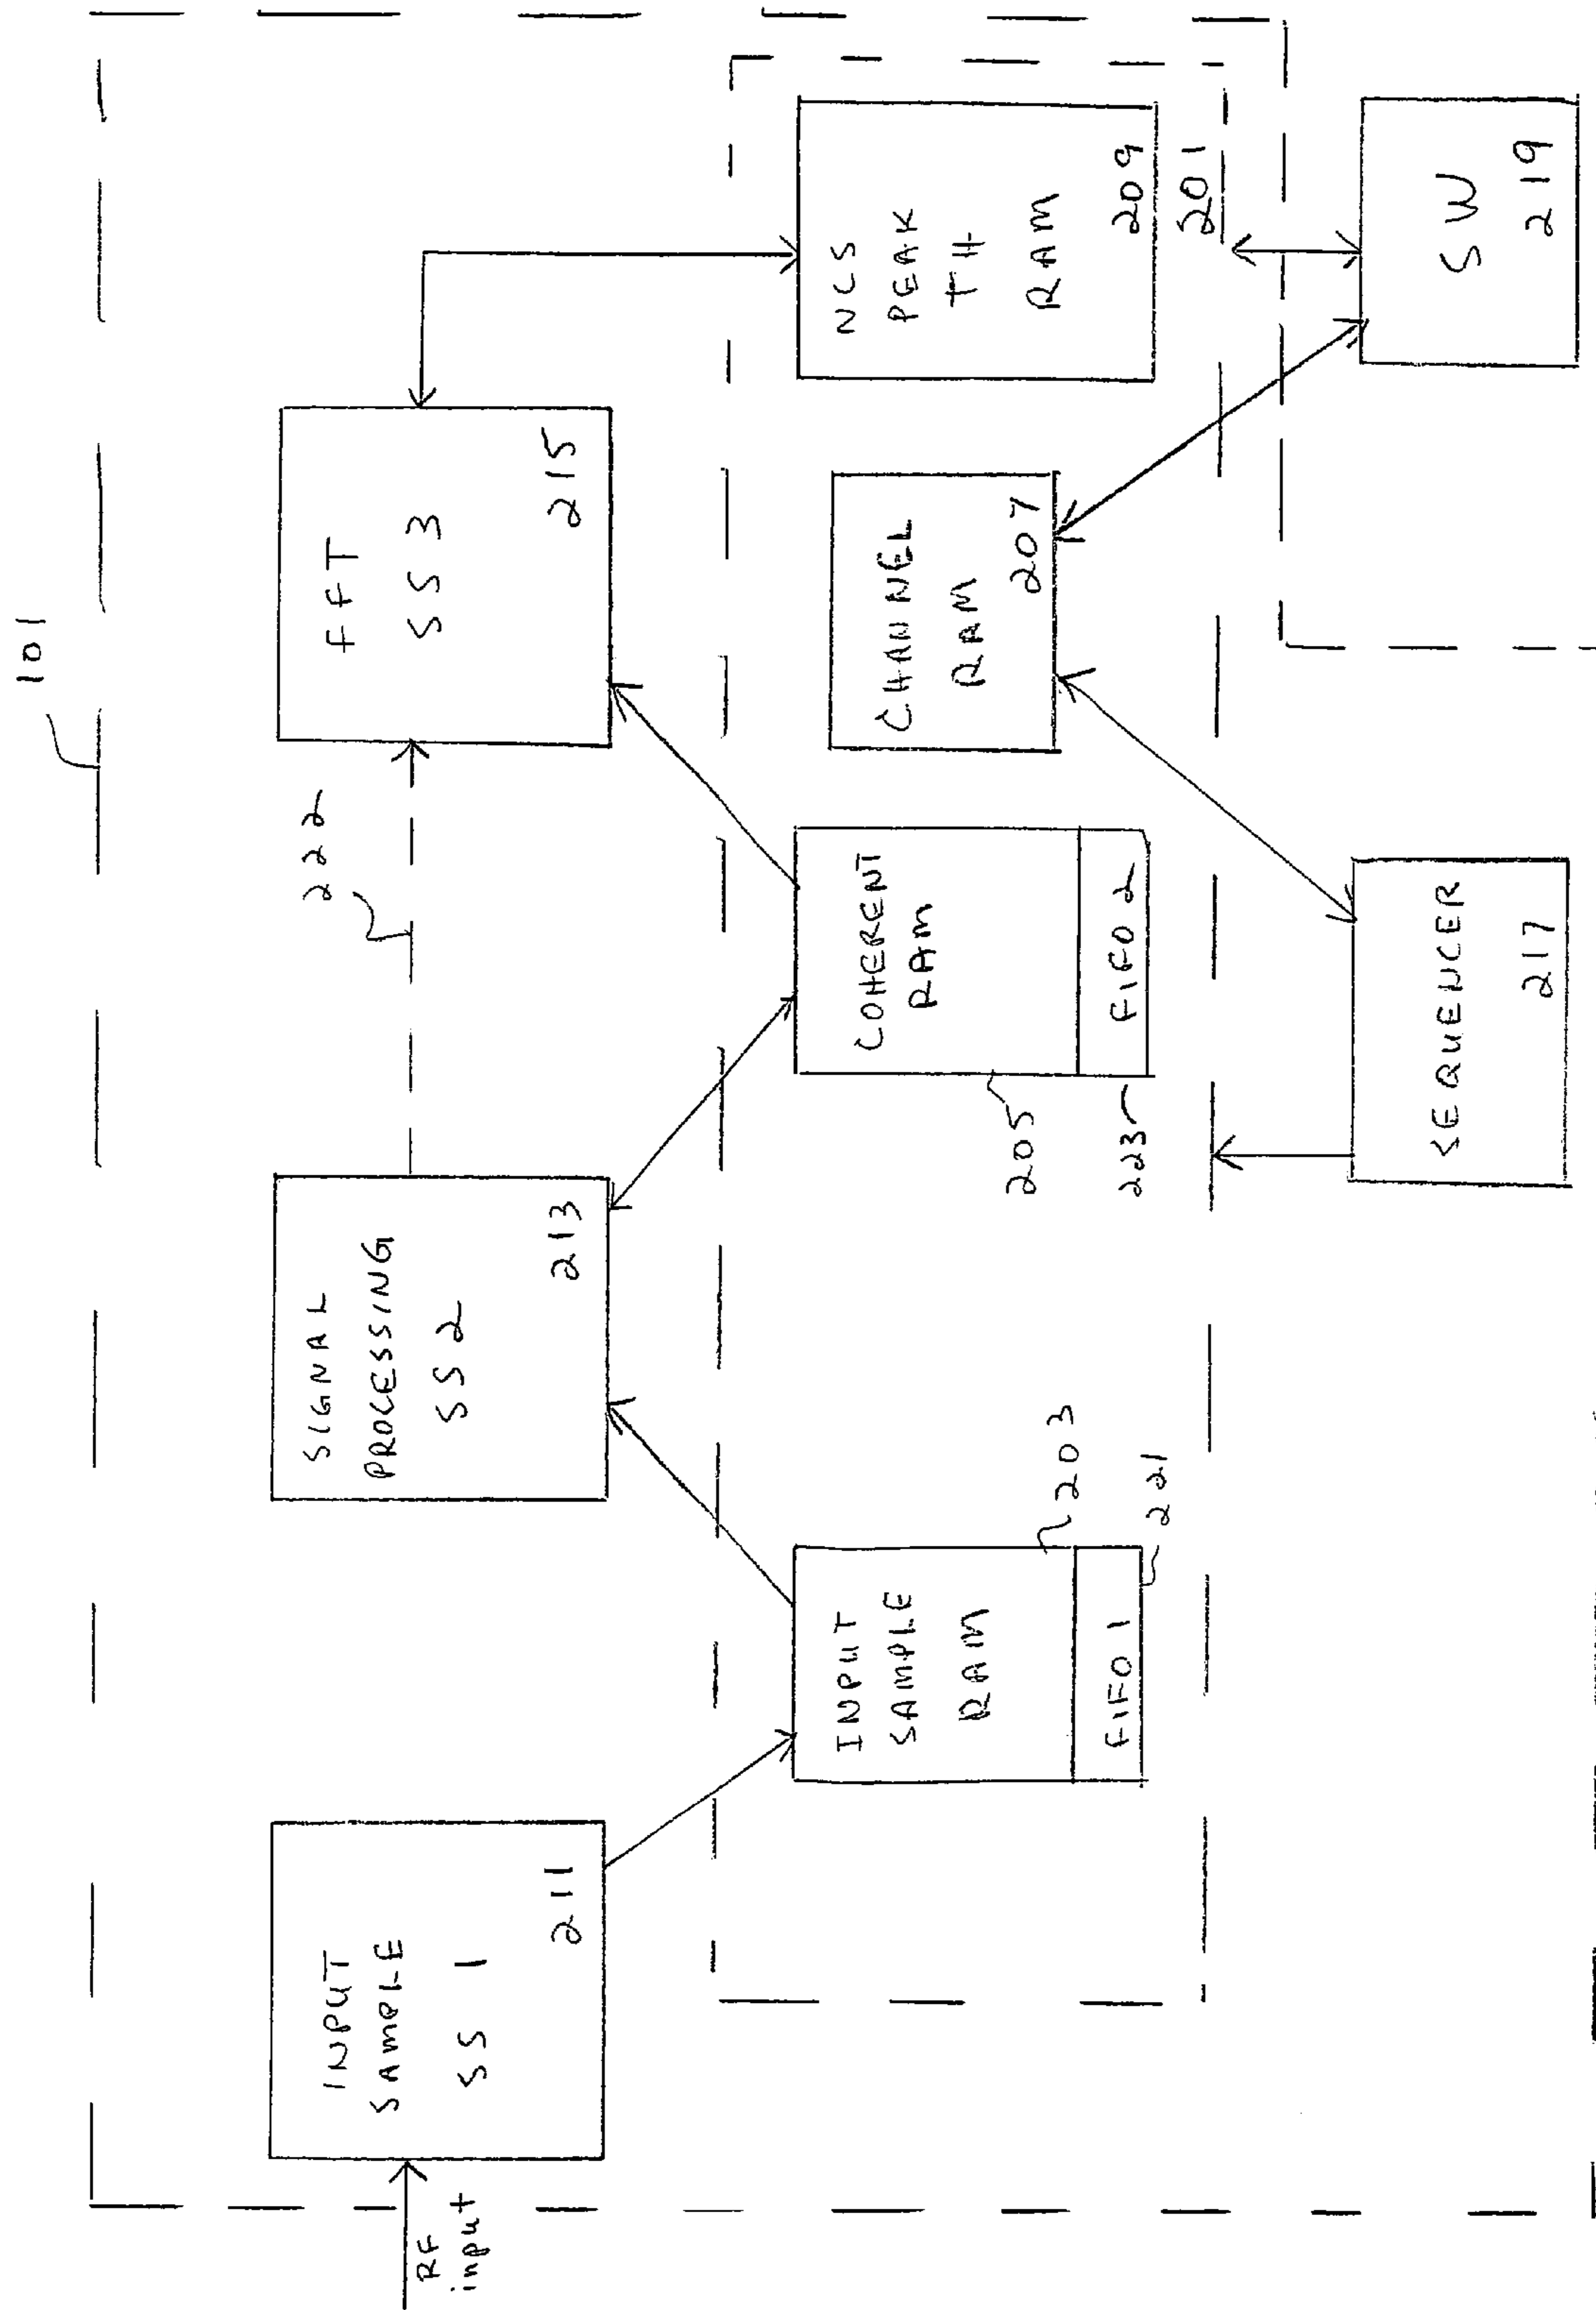 101
RF
input
INPUT
SAMPLE
SS 1
211
SIGNAL
PROCESSING
SS 2
213
222
FFT
SS 3
215
INPUT
SAMPLE
RAM
203
FIFO 1
221
COHERENT
RAM
205
FIFO 2
223
CHANNEL
RAM
207
NCS
PEAK
TH
RAM
209
201
SEQUENCER
217
SW
219